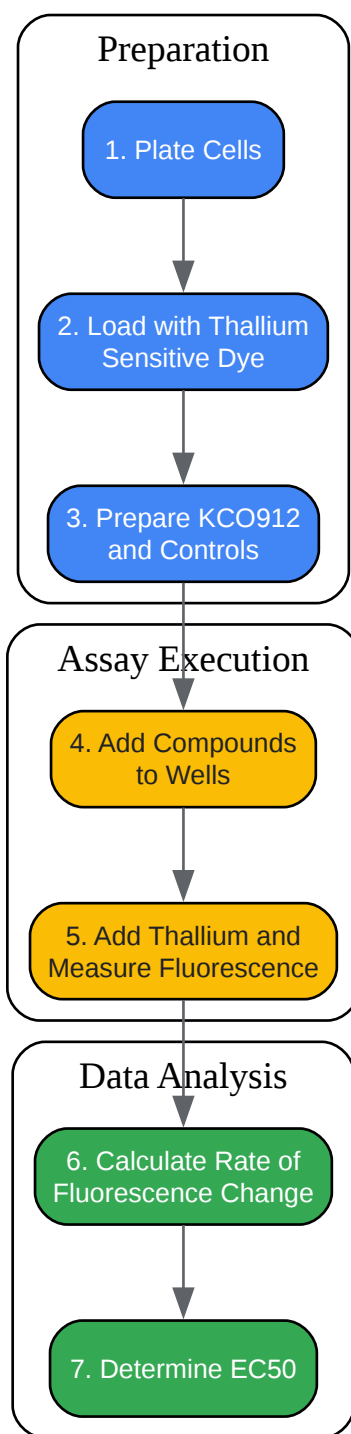 Preparation
1. Plate Cells
2. Load with Thallium
Sensitive Dye
3. Prepare KCO912
and Controls
Assay Execution
4. Add Compounds
to Wells
5. Add Thallium and
Measure Fluorescence
Data Analysis
6. Calculate Rate of
Fluorescence Change
7. Determine EC50